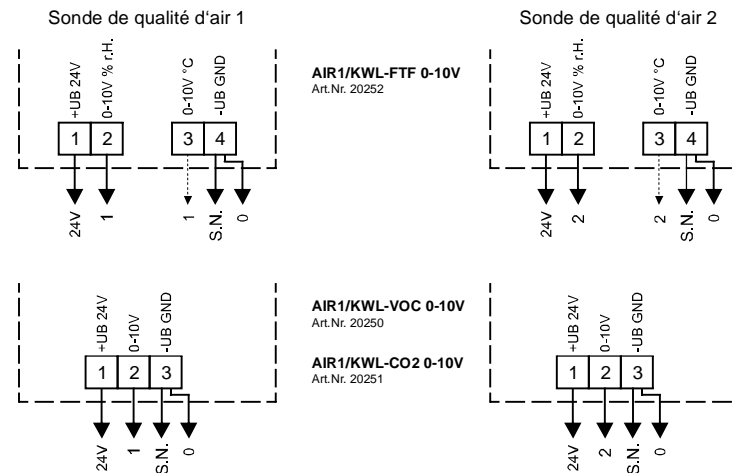 Sonde de qualité d‘air 1
Sonde de qualité d‘air 2
+UB 24V
0-10V % r.H.
0-10V °C
-UB GND
1 2 3 4
24V
1
1
S.N.
0
AIR1/KWL-FTF 0-10V
Art.Nr. 20252
+UB 24V
0-10V % r.H.
0-10V °C
-UB GND
1 2 3 4
24V
2
2
S.N.
0
+UB 24V
0-10V
-UB GND
1 2 3
24V
1
S.N.
0
AIR1/KWL-VOC 0-10V
Art.Nr. 20250
AIR1/KWL-CO2 0-10V
Art.Nr. 20251
+UB 24V
0-10V
-UB GND
1 2 3
24V
2
S.N.
0